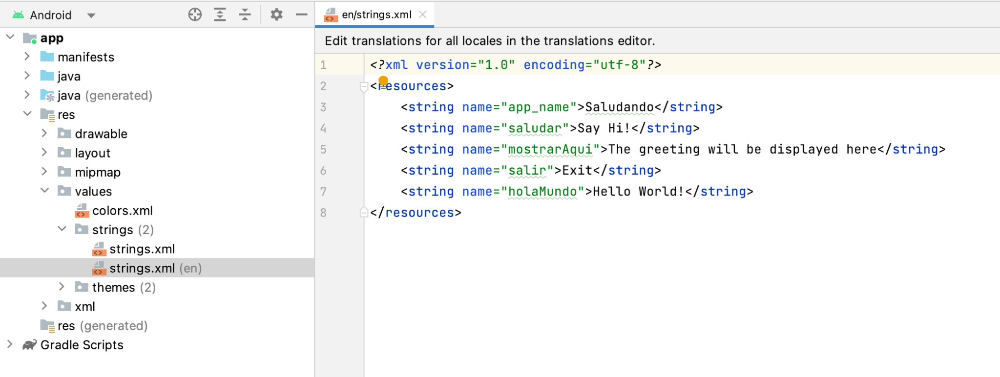 Android
app
manifests
java
java (generated)
res
drawable
layout
mipmap
values
colors.xml
strings (2)
strings.xml
strings.xml (en)
themes (2)
xml
res (generated)
Gradle Scripts
en/strings.xml
Edit translations for all locales in the translations editor.
1 <?xml version="1.0" encoding="utf-8"?>
2 <resources>
3 <string name="app_name">Saludando</string>
4 <string name="saludar">Say Hi!</string>
5 <string name="mostrarAqui">The greeting will be displayed here</string>
6 <string name="salir">Exit</string>
7 <string name="holaMundo">Hello World!</string>
8 </resources>